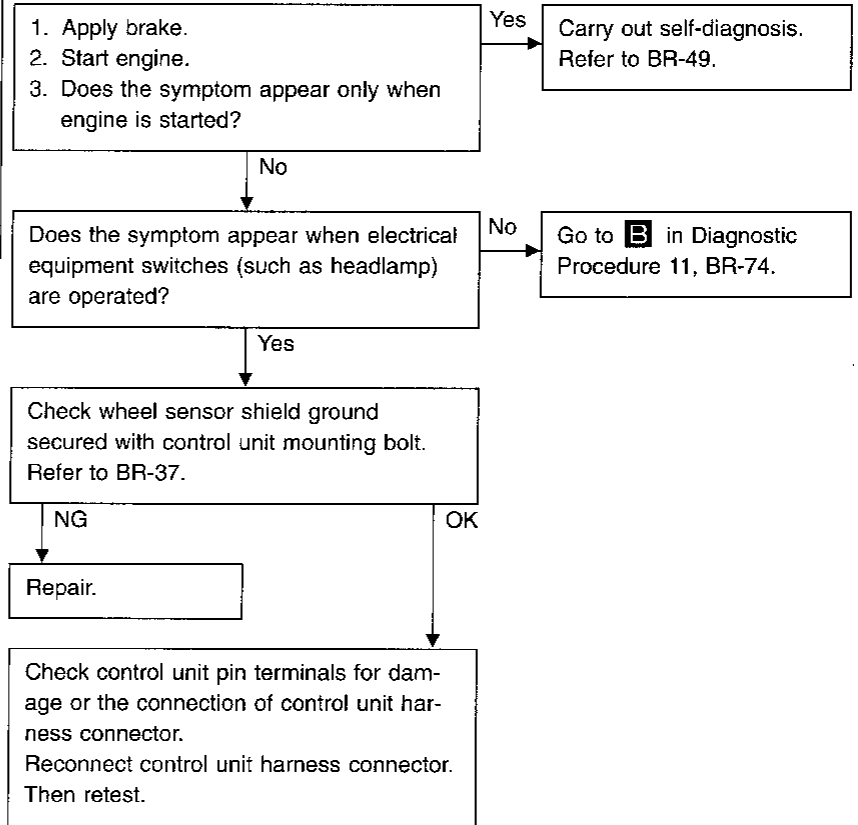 1. Apply brake.
2. Start engine.
3. Does the symptom appear only when
engine is started?
Yes
Carry out self-diagnosis.
Refer to BR-49.
No
Does the symptom appear when electrical
equipment switches (such as headlamp)
are operated?
No
Go to B in Diagnostic
Procedure 11, BR-74.
Yes
Check wheel sensor shield ground
secured with control unit mounting bolt.
Refer to BR-37.
NG
OK
Repair.
Check control unit pin terminals for dam-
age or the connection of control unit har-
ness connector.
Reconnect control unit harness connector.
Then retest.